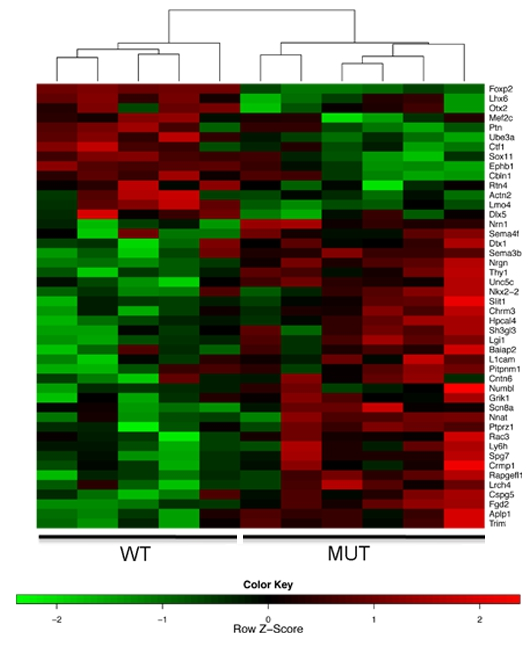 Foxp2
Lhx6
Otx2
Mef2c
Ptn
Ube3a
Ctf1
Sox11
Ephb1
Cbln1
Rtn4
Actn2
Lmo4
Dlx5
Nrn1
Sema4f
Dtx1
Sema3b
Nrgn
Thy1
Unc5c
Nkx2-2
Slit1
Chrm3
Hpcal4
Sh3gl3
Lgi1
Baiap2
L1cam
Pitpnm1
Cntn6
Numbl
Grik1
Scn8a
Nnat
Ptprz1
Rac3
Ly6h
Spg7
Crmp1
Rapgefl1
Lrch4
Cspg5
Fgd2
Aplp1
Trim
WT MUT
Color Key
−2 −1 0 1 2
Row Z−Score